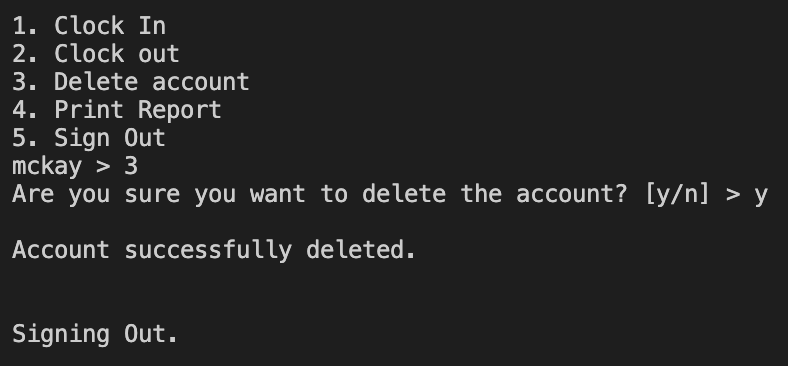 1. Clock In
2. Clock out
3. Delete account
4. Print Report
5. Sign Out
mckay > 3
Are you sure you want to delete the account? [y/n] > y
Account successfully deleted.
Signing Out.